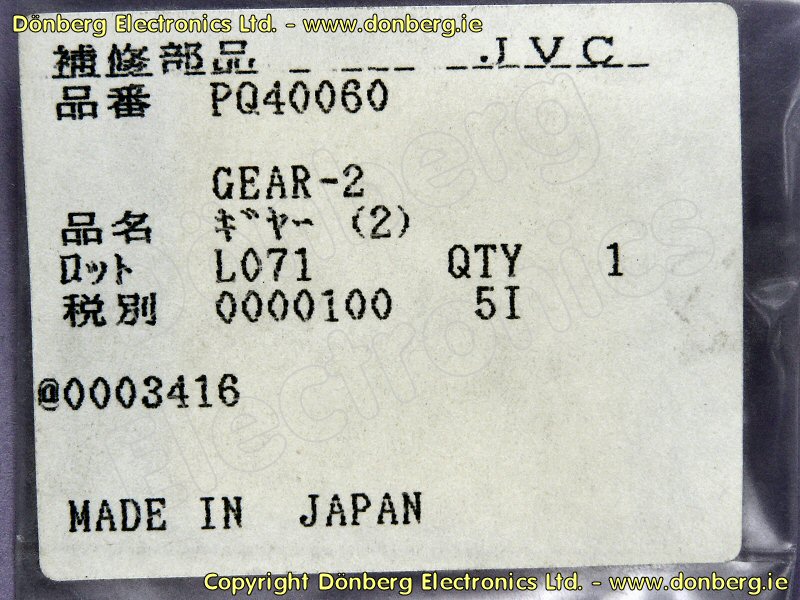 Dönberg Electronics Ltd. - www.donberg.ie
補修部品 JVC
品番 PQ40060
GEAR-2
品名 ｷﾞﾔｰ (2)
ﾛｯﾄ L071 QTY 1
税別 0000100 5I
@0003416
MADE IN JAPAN
Dönberg
Electronics
Copyright Dönberg Electronics Ltd. - www.donberg.ie